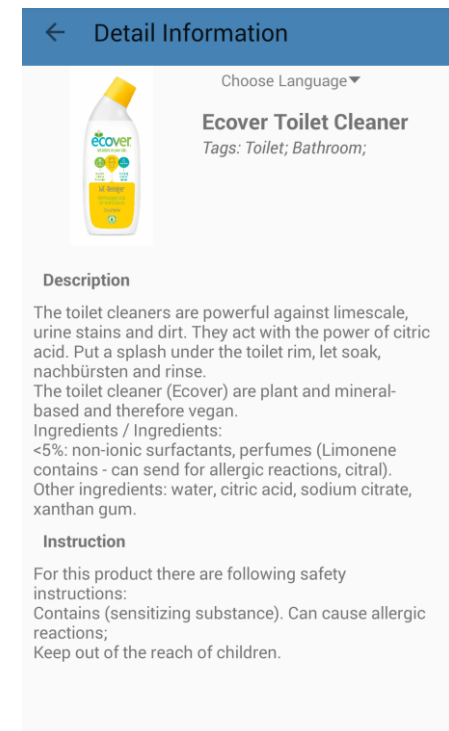 Detail Information
Choose Language▼
ecover
Ecover Toilet Cleaner
Tags: Toilet; Bathroom;
Description
The toilet cleaners are powerful against limescale,
urine stains and dirt. They act with the power of citric
acid. Put a splash under the toilet rim, let soak,
nachbürsten and rinse.
The toilet cleaner (Ecover) are plant and mineral-
based and therefore vegan.
Ingredients / Ingredients:
<5%: non-ionic surfactants, perfumes (Limonene
contains - can send for allergic reactions, citral).
Other ingredients: water, citric acid, sodium citrate,
xanthan gum.
Instruction
For this product there are following safety
instructions:
Contains (sensitizing substance). Can cause allergic
reactions;
Keep out of the reach of children.